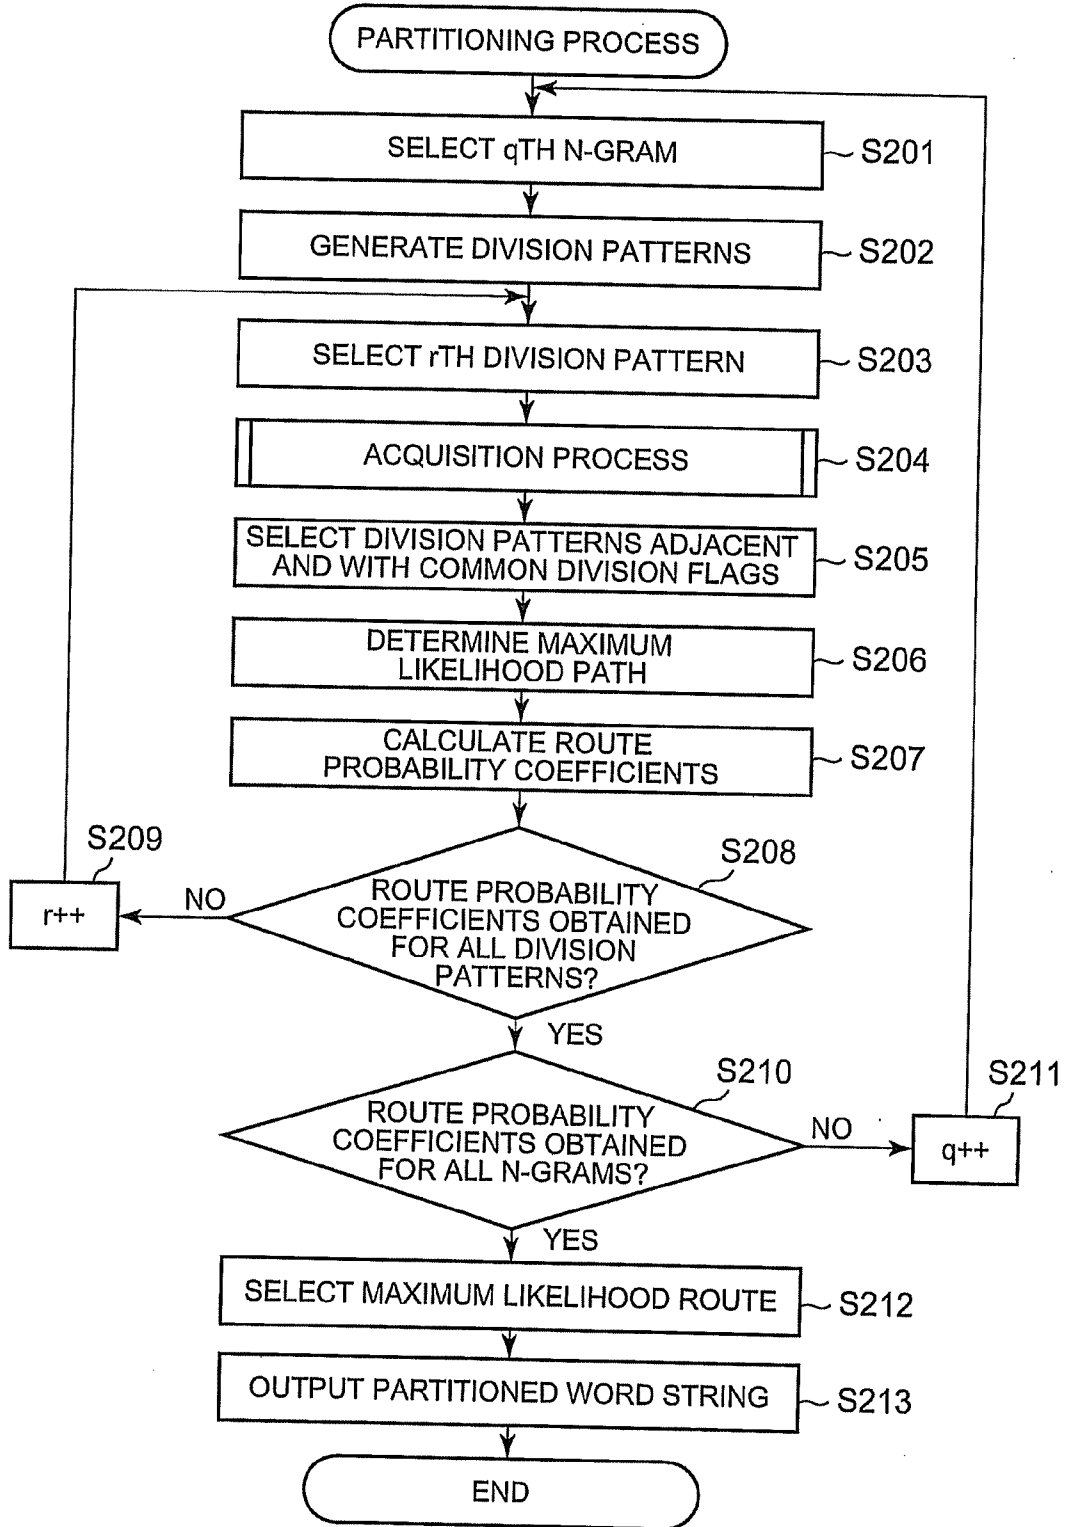 PARTITIONING PROCESS
SELECT qTH N-GRAM
S201
GENERATE DIVISION PATTERNS
S202
SELECT rTH DIVISION PATTERN
S203
ACQUISITION PROCESS
S204
SELECT DIVISION PATTERNS ADJACENT
AND WITH COMMON DIVISION FLAGS
S205
DETERMINE MAXIMUM
LIKELIHOOD PATH
S206
CALCULATE ROUTE
PROBABILITY COEFFICIENTS
S207
S209
r++
NO
S208
ROUTE PROBABILITY
COEFFICIENTS OBTAINED
FOR ALL DIVISION
PATTERNS?
YES
S210
ROUTE PROBABILITY
COEFFICIENTS OBTAINED
FOR ALL N-GRAMS?
NO
S211
q++
YES
SELECT MAXIMUM LIKELIHOOD ROUTE
S212
OUTPUT PARTITIONED WORD STRING
S213
END